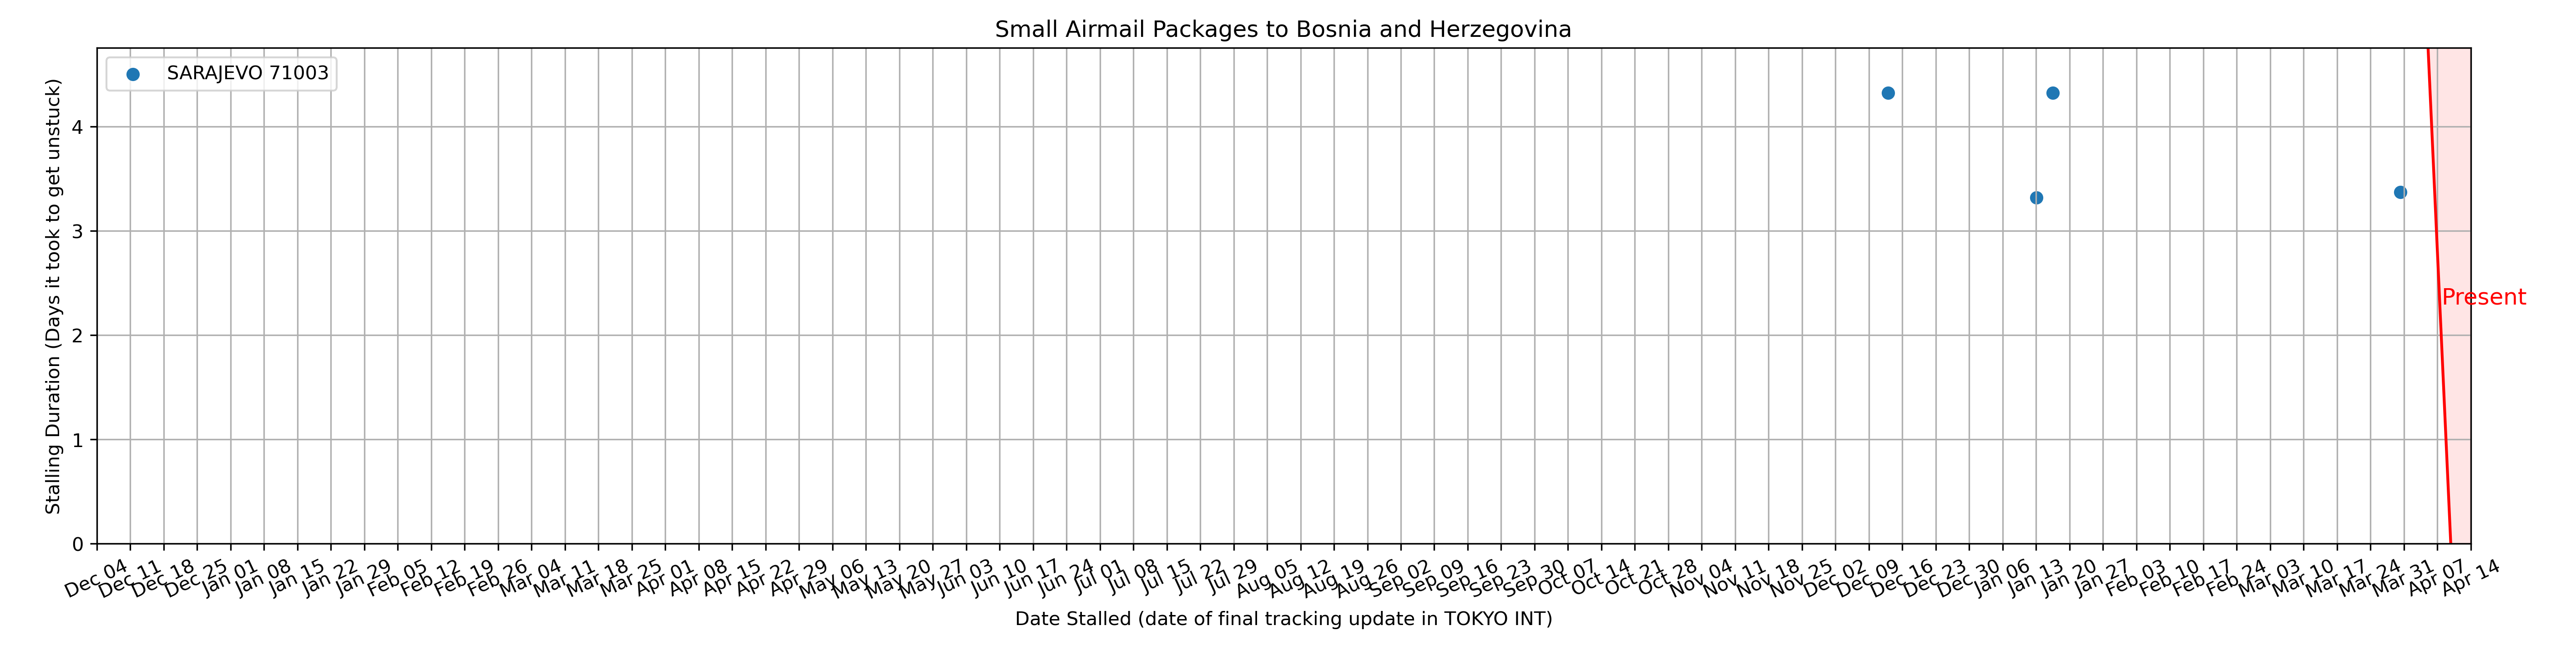 Small Airmail Packages to Bosnia and Herzegovina
SARAJEVO 71003
Stalling Duration (Days it took to get unstuck)
4
3
2
1
0
Present
Dec 04
Dec 11
Dec 18
Dec 25
Jan 01
Jan 08
Jan 15
Jan 22
Jan 29
Feb 05
Feb 12
Feb 19
Feb 26
Mar 04
Mar 11
Mar 18
Mar 25
Apr 01
Apr 08
Apr 15
Apr 22
Apr 29
May 06
May 13
May 20
May 27
Jun 03
Jun 10
Jun 17
Jun 24
Jul 01
Jul 08
Jul 15
Jul 22
Jul 29
Aug 05
Aug 12
Aug 19
Aug 26
Sep 02
Sep 09
Sep 16
Sep 23
Sep 30
Oct 07
Oct 14
Oct 21
Oct 28
Nov 04
Nov 11
Nov 18
Nov 25
Dec 02
Dec 09
Dec 16
Dec 23
Dec 30
Jan 06
Jan 13
Jan 20
Jan 27
Feb 03
Feb 10
Feb 17
Feb 24
Mar 03
Mar 10
Mar 17
Mar 24
Mar 31
Apr 07
Apr 14
Date Stalled (date of final tracking update in TOKYO INT)